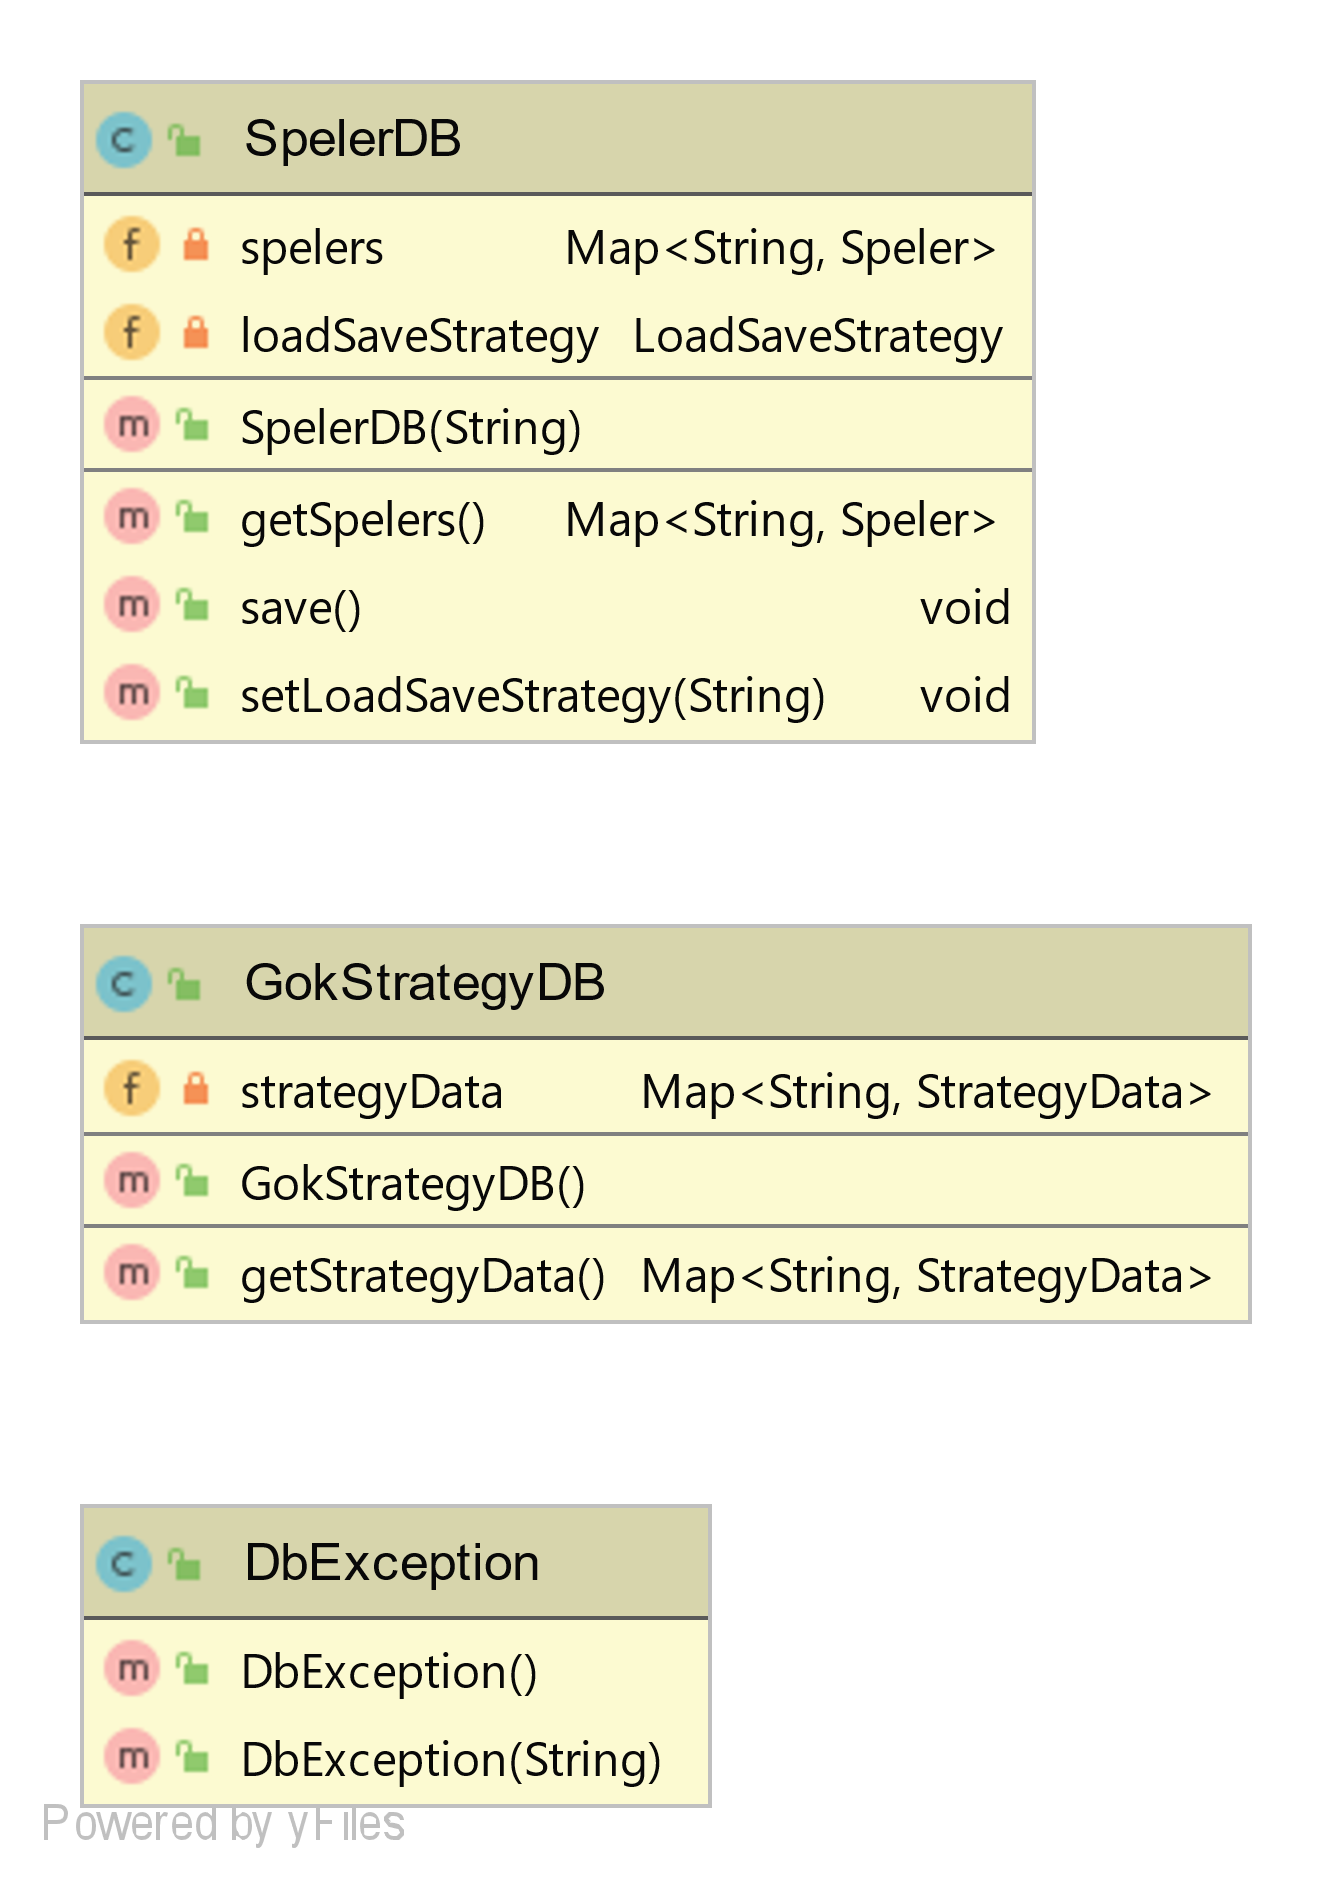 SpelerDB
spelers Map<String, Speler>
loadSaveStrategy LoadSaveStrategy
SpelerDB(String)
getSpelers() Map<String, Speler>
save() void
setLoadSaveStrategy(String) void
GokStrategyDB
strategyData Map<String, StrategyData>
GokStrategyDB()
getStrategyData() Map<String, StrategyData>
DbException
DbException()
DbException(String)
Powered by yFiles